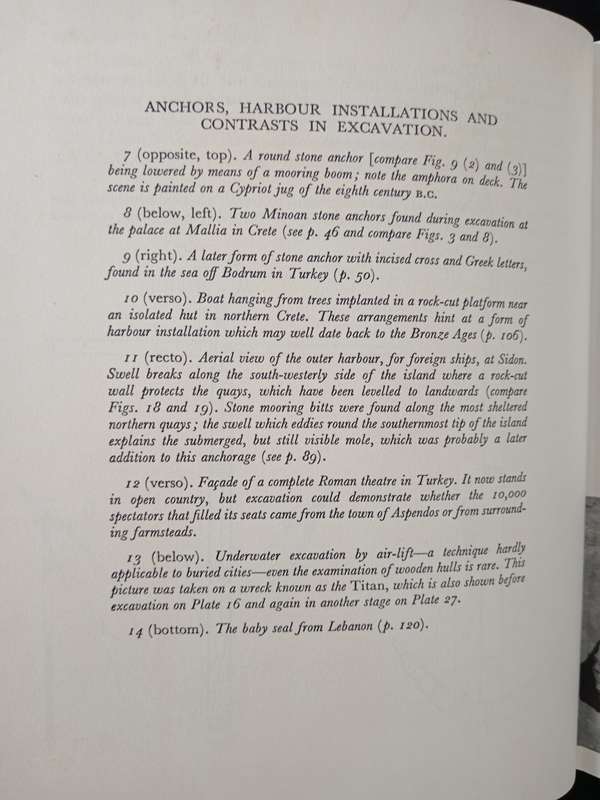 ANCHORS, HARBOUR INSTALLATIONS AND
CONTRASTS IN EXCAVATION.
7 (opposite, top). A round stone anchor [compare Fig. 9 (2) and (3)]
being lowered by means of a mooring boom; note the amphora on deck. The
scene is painted on a Cypriot jug of the eighth century B.C.
8 (below, left). Two Minoan stone anchors found during excavation at
the palace at Mallia in Crete (see p. 46 and compare Figs. 3 and 8).
9 (right). A later form of stone anchor with incised cross and Greek letters,
found in the sea off Bodrum in Turkey (p. 50).
10 (verso). Boat hanging from trees implanted in a rock-cut platform near
an isolated hut in northern Crete. These arrangements hint at a form of
harbour installation which may well date back to the Bronze Ages (p. 106).
11 (recto). Aerial view of the outer harbour, for foreign ships, at Sidon.
Swell breaks along the south-westerly side of the island where a rock-cut
wall protects the quays, which have been levelled to landwards (compare
Figs. 18 and 19). Stone mooring bitts were found along the most sheltered
northern quays; the swell which eddies round the southernmost tip of the island
explains the submerged, but still visible mole, which was probably a later
addition to this anchorage (see p. 89).
12 (verso). Façade of a complete Roman theatre in Turkey. It now stands
in open country, but excavation could demonstrate whether the 10,000
spectators that filled its seats came from the town of Aspendos or from surround-
ing farmsteads.
13 (below). Underwater excavation by air-lift—a technique hardly
applicable to buried cities—even the examination of wooden hulls is rare. This
picture was taken on a wreck known as the Titan, which is also shown before
excavation on Plate 16 and again in another stage on Plate 27.
14 (bottom). The baby seal from Lebanon (p. 120).